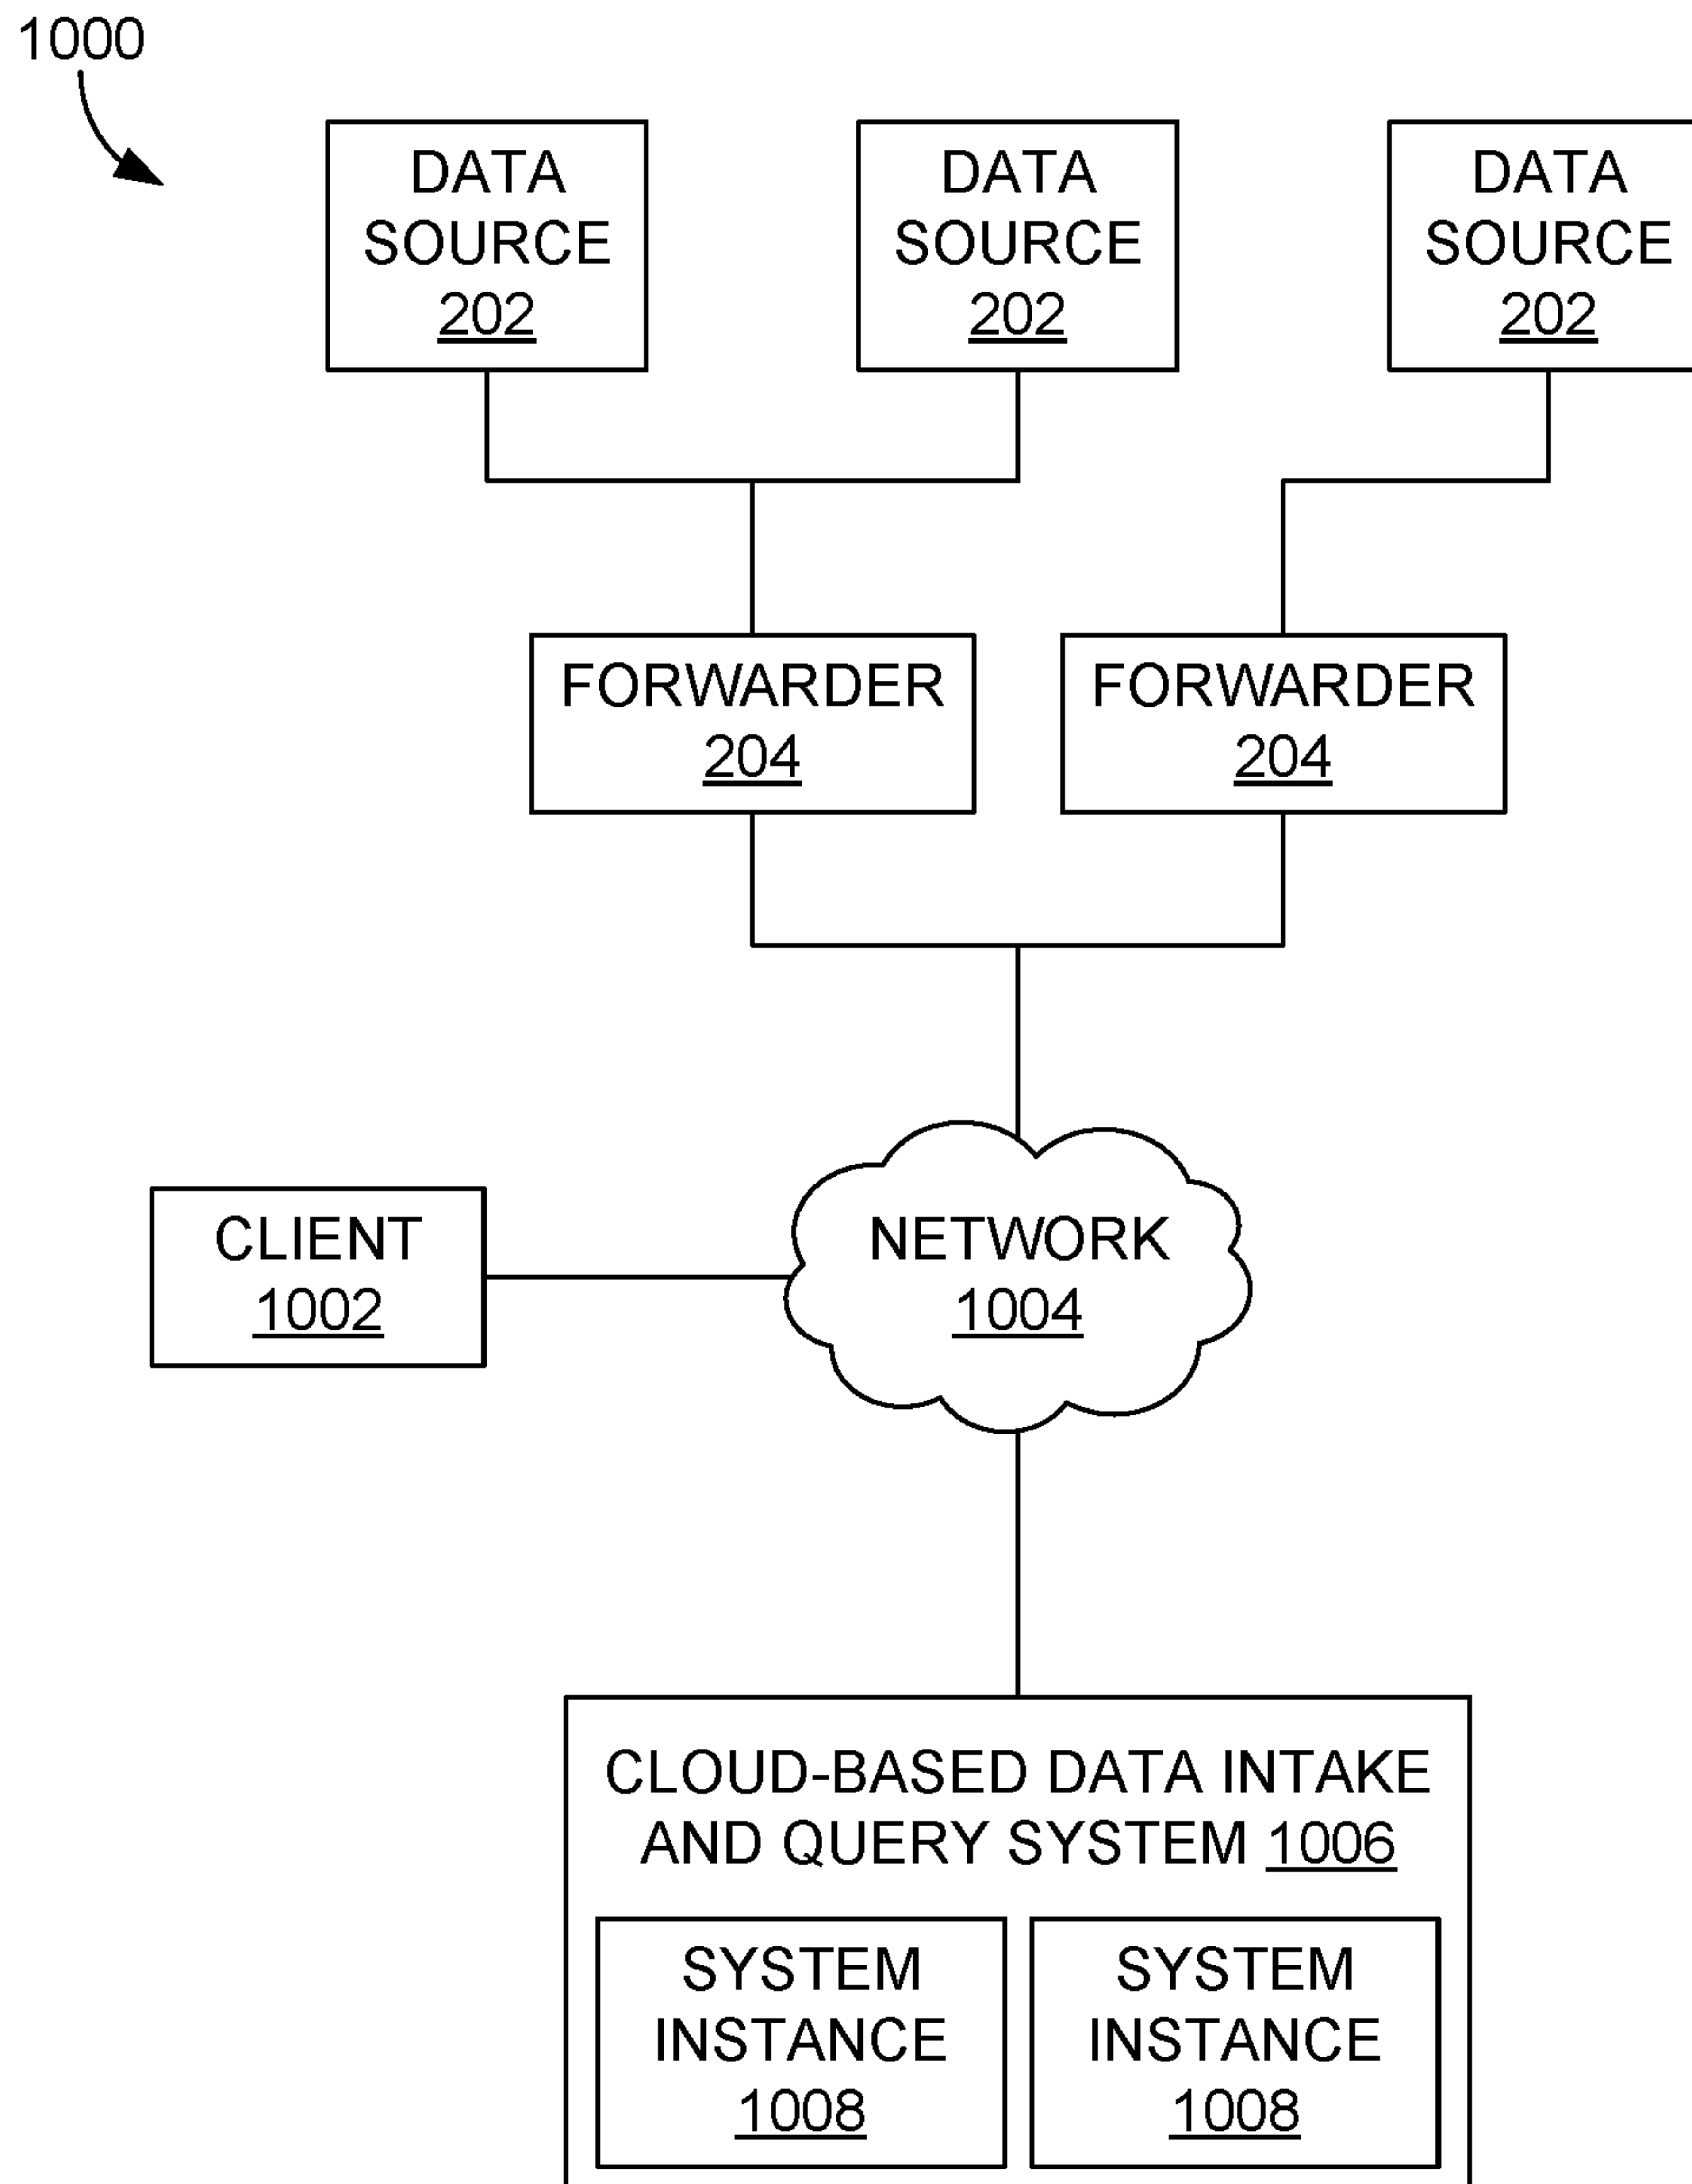 1000
DATA
SOURCE
202
DATA
SOURCE
202
DATA
SOURCE
202
FORWARDER
204
FORWARDER
204
CLIENT
1002
NETWORK
1004
CLOUD-BASED DATA INTAKE
AND QUERY SYSTEM 1006
SYSTEM
INSTANCE
1008
SYSTEM
INSTANCE
1008